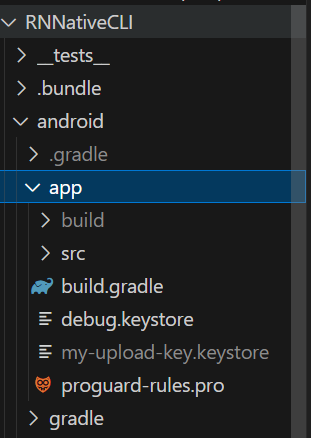 RNNativeCLI
__tests__
.bundle
android
.gradle
app
build
src
build.gradle
debug.keystore
my-upload-key.keystore
proguard-rules.pro
gradle